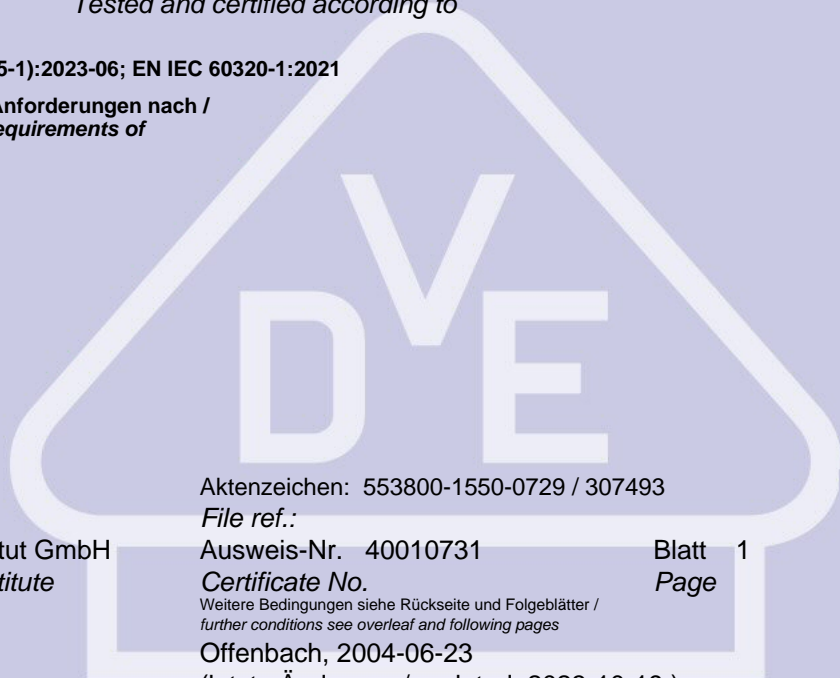 Tested and certified according to
5-1):2023-06; EN IEC 60320-1:2021
Anforderungen nach /
equirements of
DVE
Aktenzeichen: 553800-1550-0729 / 307493
File ref.:
tut GmbH Ausweis-Nr. 40010731 Blatt 1
titute Certificate No. Page
Weitere Bedingungen siehe Rückseite und Folgeblätter /
further conditions see overleaf and following pages
Offenbach, 2004-06-23